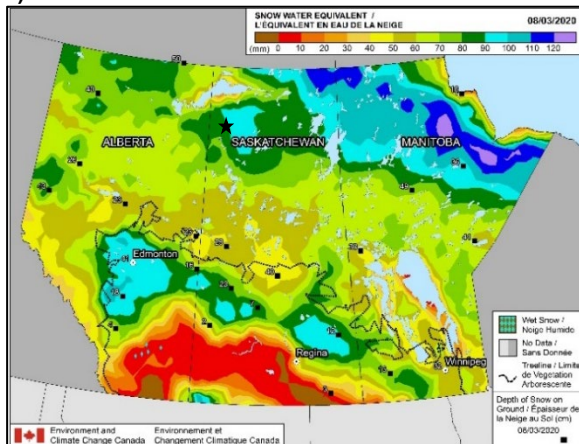 SNOW WATER EQUIVALENT /
L'ÉQUIVALENT EN EAU DE LA NEIGE
08/03/2020
(mm) 0 10 20 30 40 50 60 70 80 90 100 110 120
50
ALBERTA
SASKATCHEWAN
MANITOBA
Edmonton
Regina
Winnipeg
Wet Snow /
Neige Humide
No Data /
Sans Donnée
Treeline / Limite
de Vegetation
Arborescente
Depth of Snow on
Ground / Épaisseur de
la Neige au Sol (cm)
08/03/2020
Environment and
Climate Change Canada
Environnement et
Changement Climatique Canada